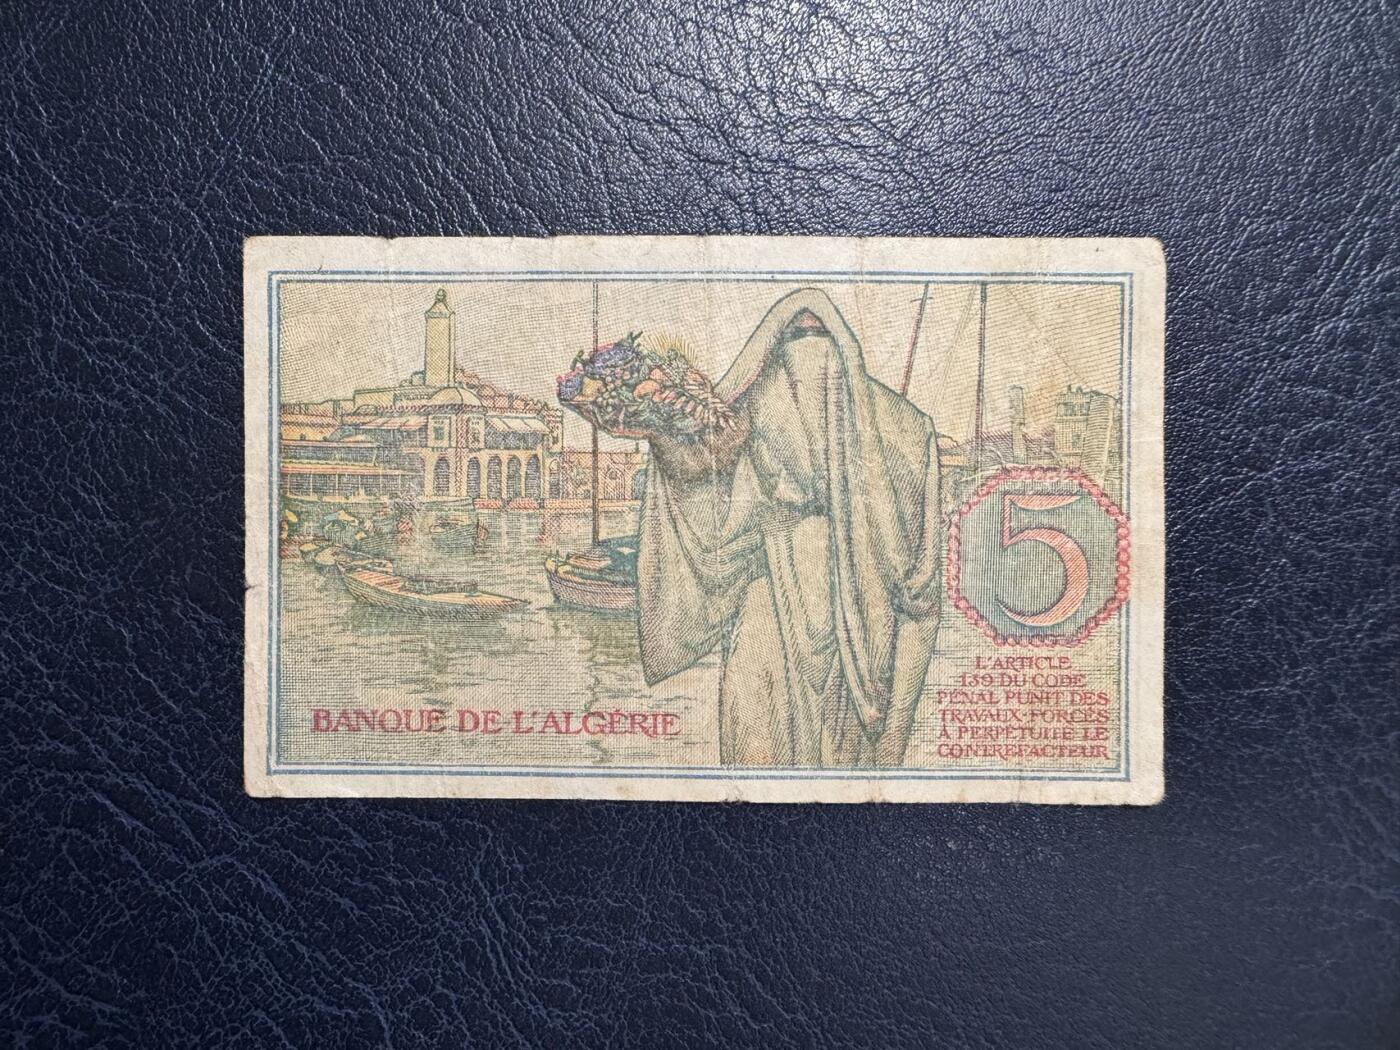 5
L'ARTICLE
139 DU CODE
PÉNAL PUNIT DES
TRAVAUX-FORCÉS
À PERPÉTUITÉ LE
CONTREFACTEUR
BANQUE DE L'ALGÉRIE